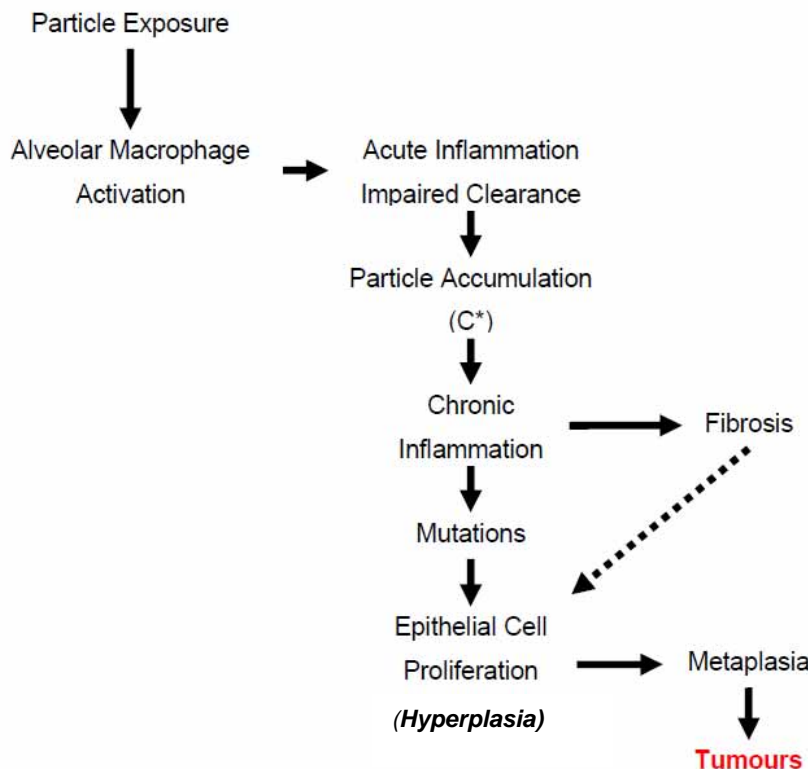 Particle Exposure
Alveolar Macrophage
Activation
Acute Inflammation
Impaired Clearance
Particle Accumulation
(C*)
Chronic
Inflammation
Fibrosis
Mutations
Epithelial Cell
Proliferation
(Hyperplasia)
Metaplasia
Tumours